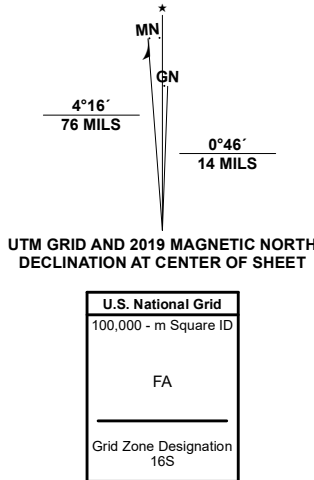 ★
MN
GN
4°16´
76 MILS
0°46´
14 MILS
UTM GRID AND 2019 MAGNETIC NORTH
DECLINATION AT CENTER OF SHEET
U.S. National Grid
100,000 - m Square ID
FA
Grid Zone Designation
16S